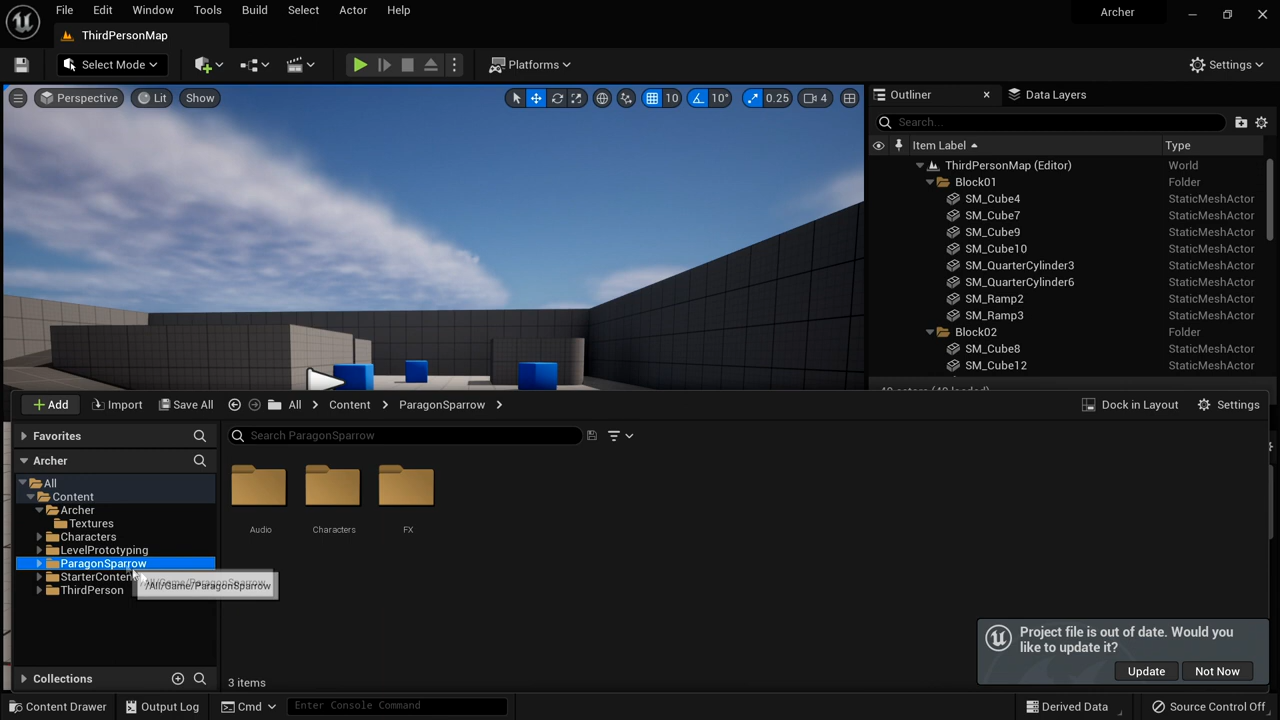 File Edit Window Tools Build Select Actor Help
Archer
ThirdPersonMap
Select Mode
Platforms
Settings
Perspective Lit Show
10 10° 0.25 4
Outliner
Data Layers
Search...
Item Label Type
ThirdPersonMap (Editor) World
Block01 Folder
SM_Cube4 StaticMeshActor
SM_Cube7 StaticMeshActor
SM_Cube9 StaticMeshActor
SM_Cube10 StaticMeshActor
SM_QuarterCylinder3 StaticMeshActor
SM_QuarterCylinder6 StaticMeshActor
SM_Ramp2 StaticMeshActor
SM_Ramp3 StaticMeshActor
Block02 Folder
SM_Cube8 StaticMeshActor
SM_Cube12 StaticMeshActor
Add Import Save All All Content ParagonSparrow
Dock in Layout Settings
Favorites
Search ParagonSparrow
Archer
All
Content
Archer
Textures
Characters
LevelPrototyping
ParagonSparrow
StarterConten
ThirdPerson
/All/Game/ParagonSparrow
Audio Characters FX
Project file is out of date. Would you
like to update it?
Update Not Now
Collections
3 items
Content Drawer Output Log Cmd Enter Console Command
Derived Data Source Control Off